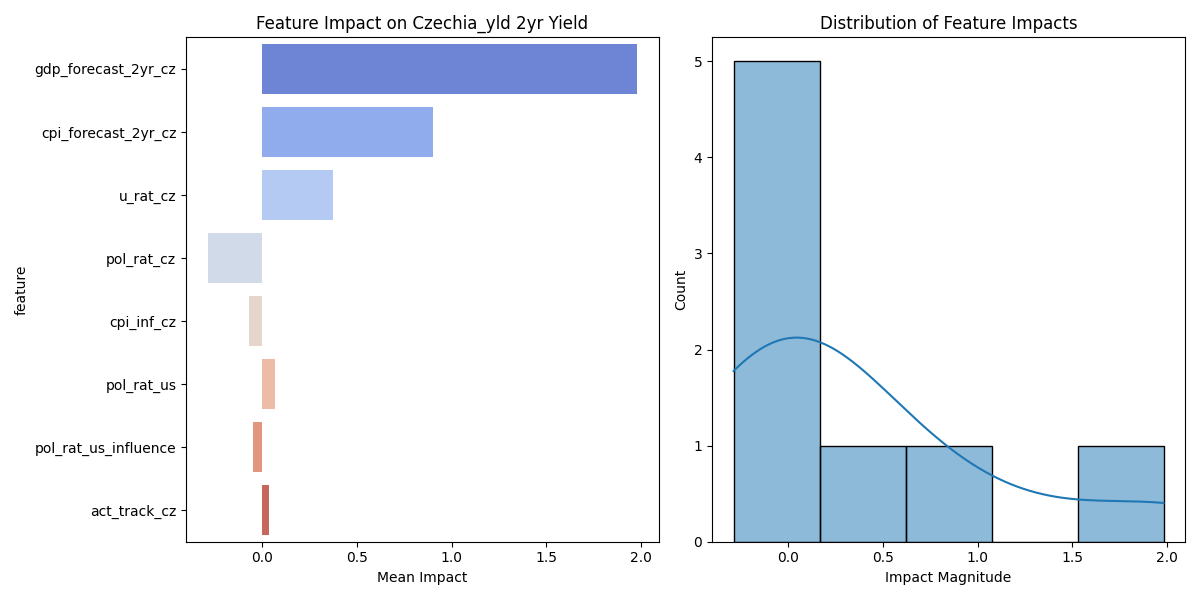 Feature Impact on Czechia_yld 2yr Yield
feature
gdp_forecast_2yr_cz
cpi_forecast_2yr_cz
u_rat_cz
pol_rat_cz
cpi_inf_cz
pol_rat_us
pol_rat_us_influence
act_track_cz
0.0 0.5 1.0 1.5 2.0
Mean Impact
Distribution of Feature Impacts
Count
5
4
3
2
1
0
0.0 0.5 1.0 1.5 2.0
Impact Magnitude